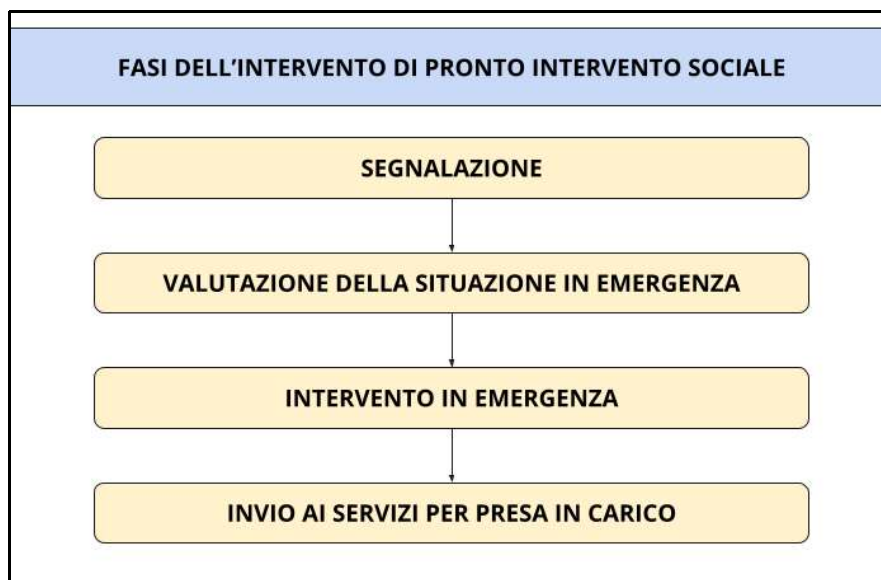 FASI DELL’INTERVENTO DI PRONTO INTERVENTO SOCIALE
SEGNALAZIONE
VALUTAZIONE DELLA SITUAZIONE IN EMERGENZA
INTERVENTO IN EMERGENZA
INVIO AI SERVIZI PER PRESA IN CARICO